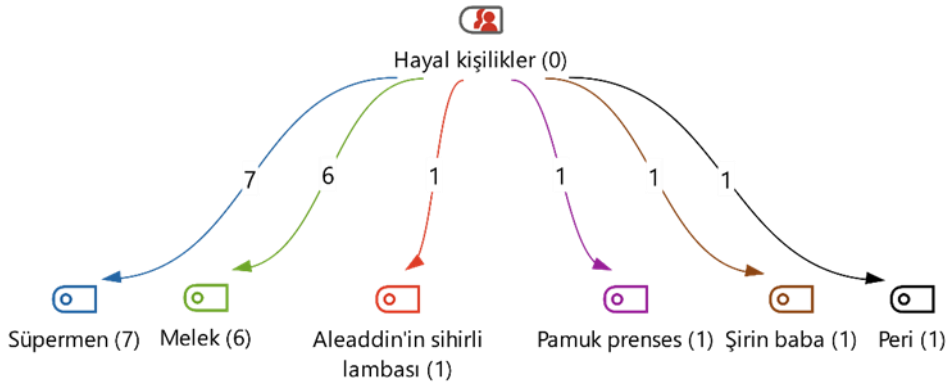 Hayal kişilikler (0)
7 6 1 1 1 1
Süpermen (7) Melek (6) Aleaddin'in sihirli Pamuk prenses (1) Şirin baba (1) Peri (1)
lambası (1)